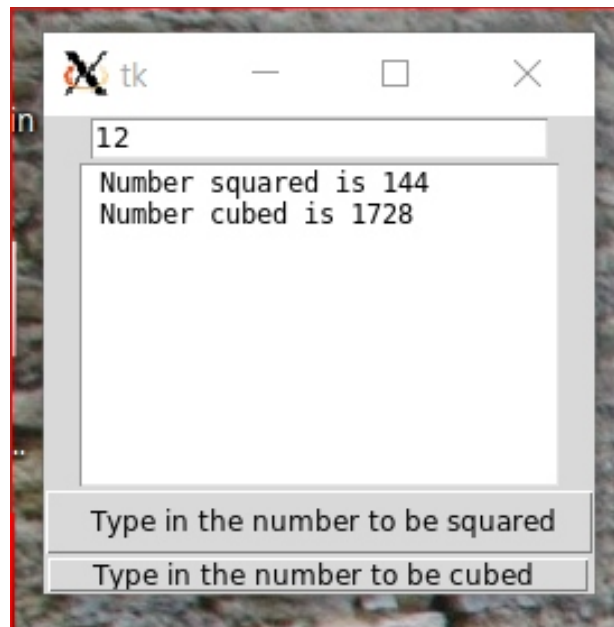 tk
in
12
Number squared is 144
Number cubed is 1728
..
Type in the number to be squared
Type in the number to be cubed